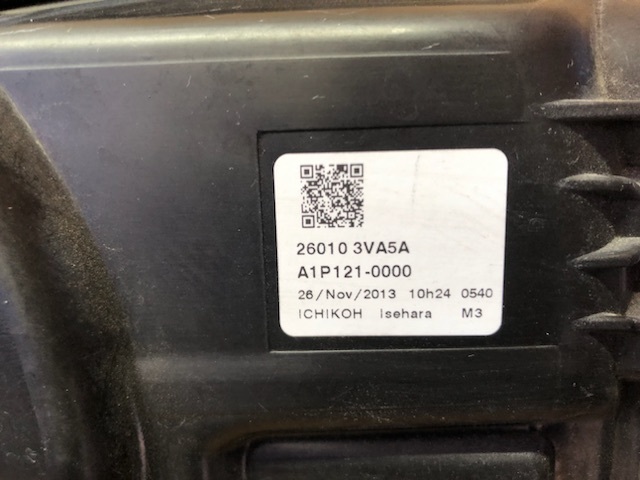 26010 3VA5A
A1P121-0000
26/Nov/2013 10h24 0540
ICHIKOH Isehara M3